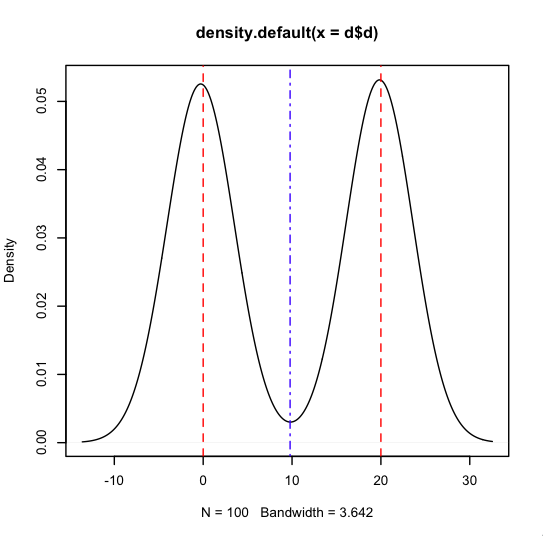 density.default(x = d$d)
Density
0.05
0.04
0.03
0.02
0.01
0.00
-10 0 10 20 30
N = 100 Bandwidth = 3.642